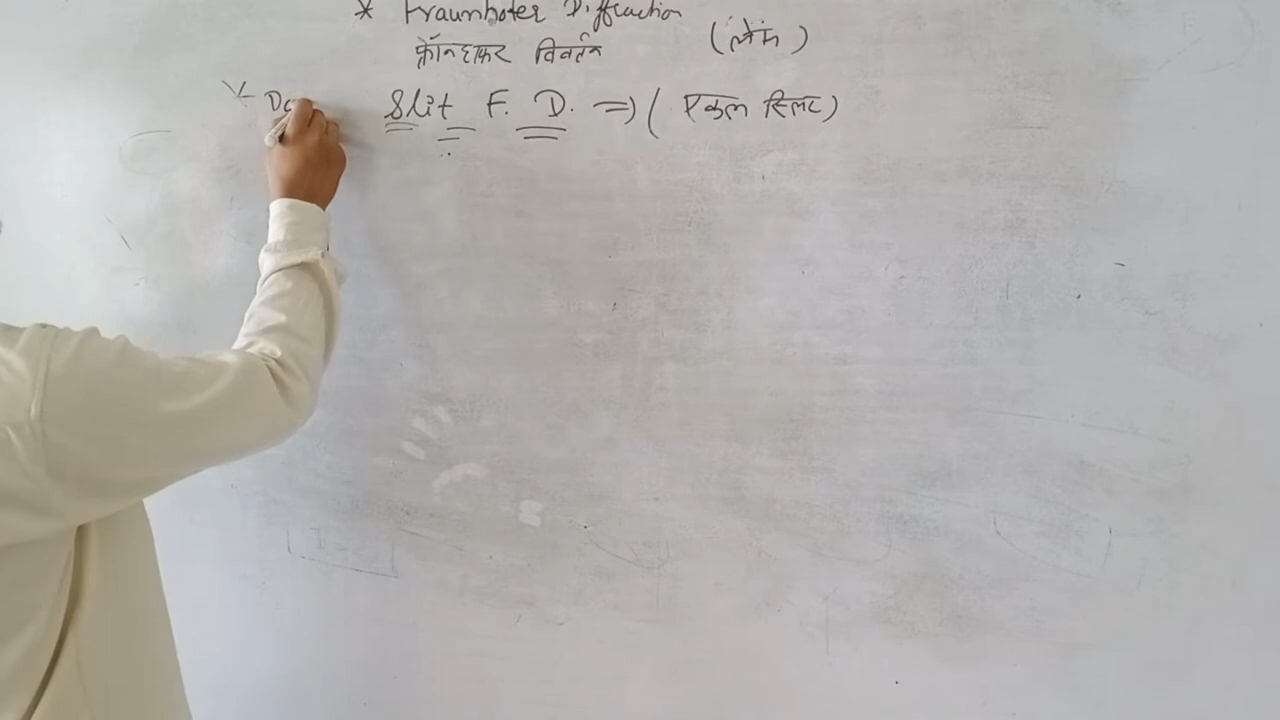 * Fraunhofer Diffraction
फ्रॉनहॉफर विवर्तन (लेंस)
Slit F. D. => ( एकल स्लिट )